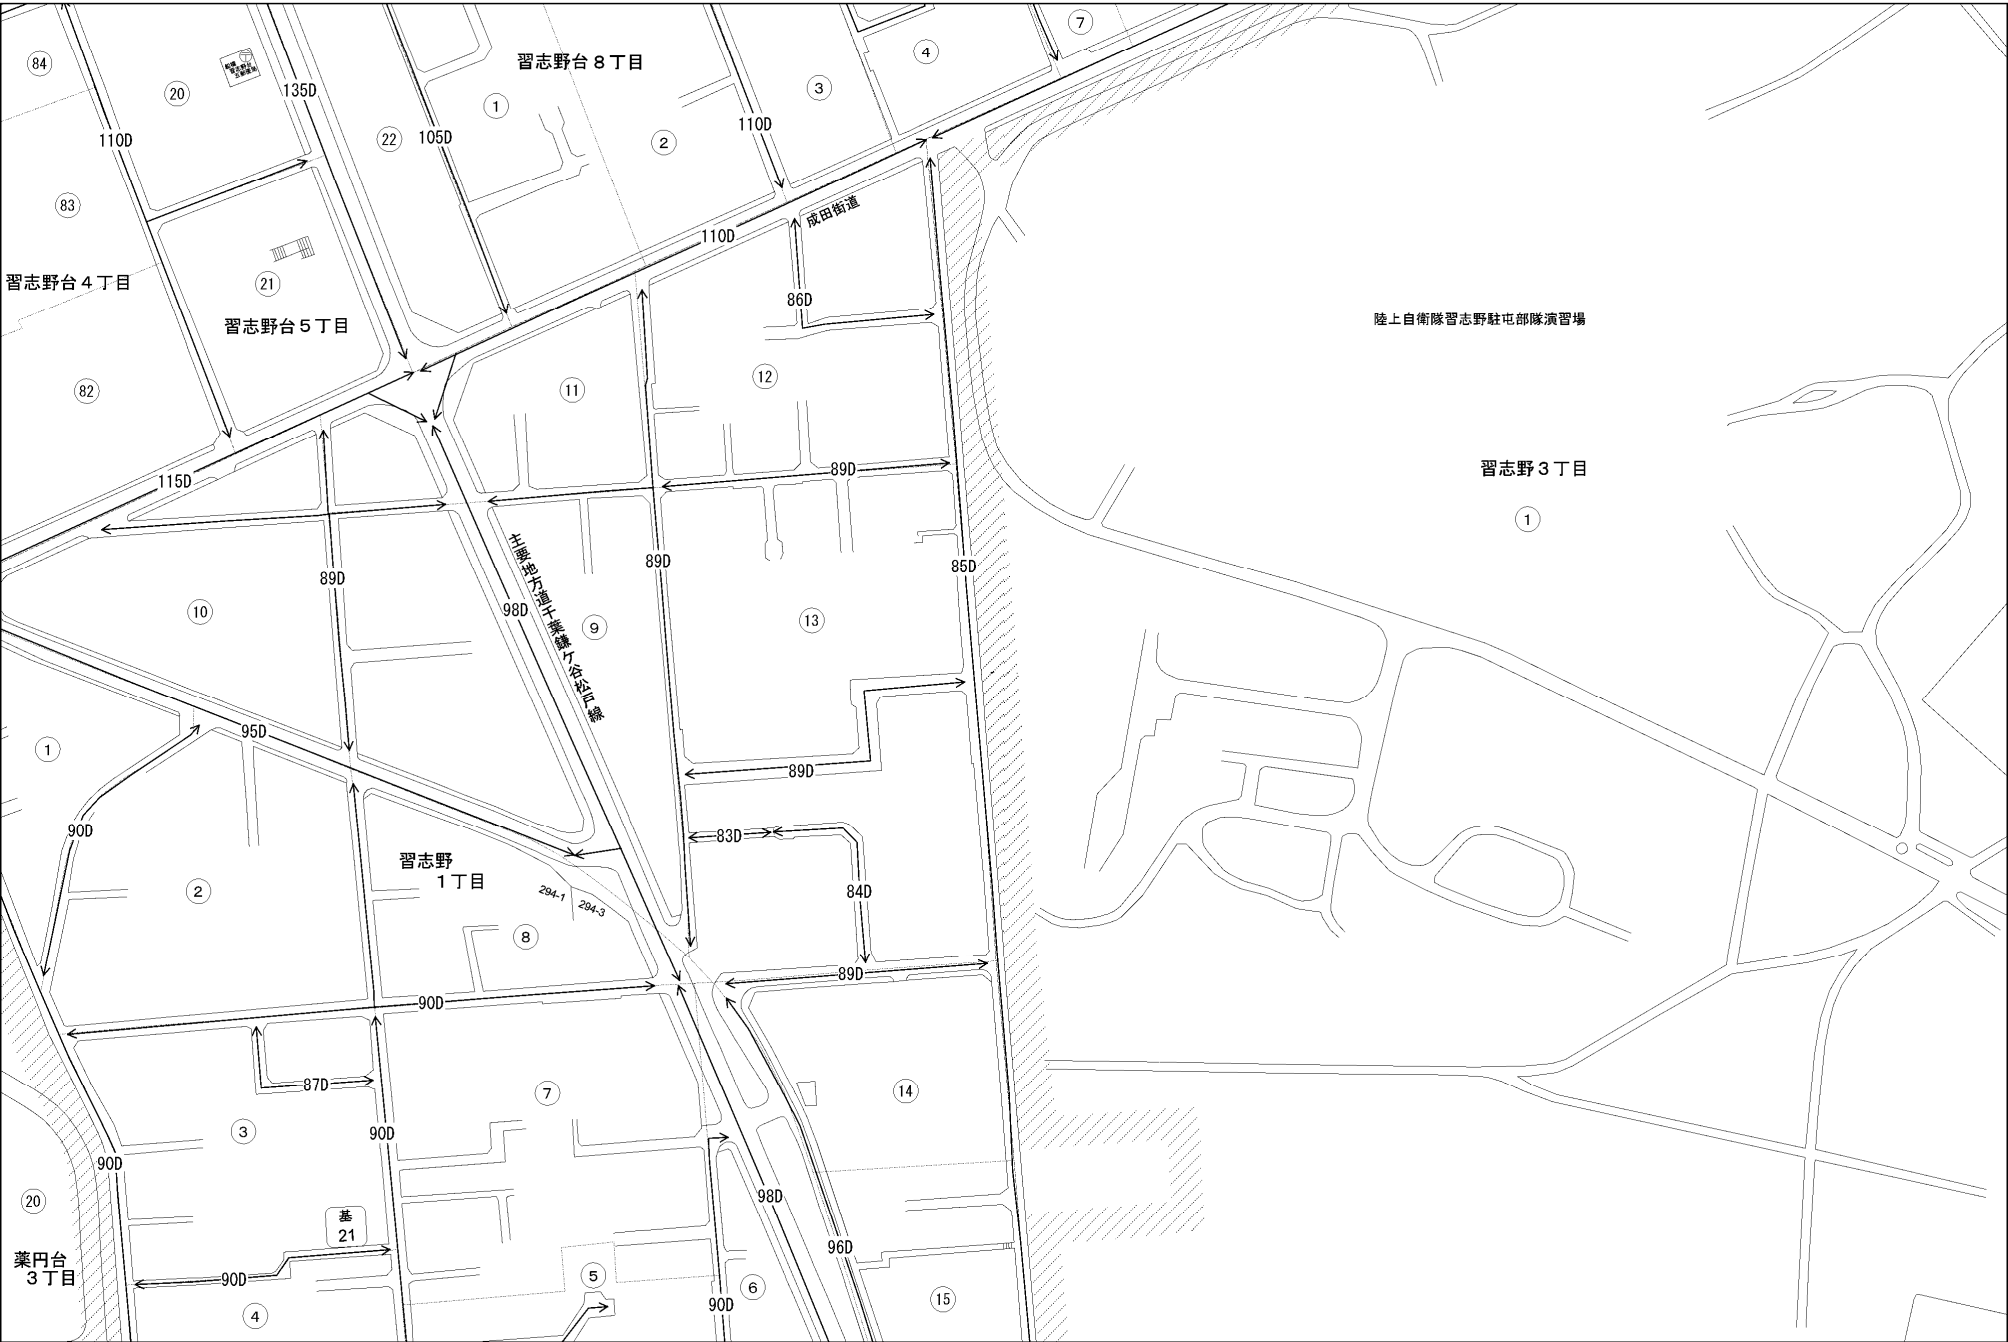 7
84
4
習志野台８丁目
20
135D
3
1
105D
110D
110D
2
22
83
成田街道
110D
習志野台４丁目
21
86D
陸上自衛隊習志野駐屯部隊演習場
習志野台５丁目
12
82
11
89D
習志野３丁目
115D
1
主要地方道千葉鎌ケ谷松戸線
89D
85D
89D
98D
10
9
13
95D
1
89D
90D
83D
習志野
１丁目
294-1
294-3
2
84D
8
89D
90D
87D
7
14
3
90D
90D
98D
20
基
21
96D
薬円台
３丁目
90D
5
6
15
90D
4